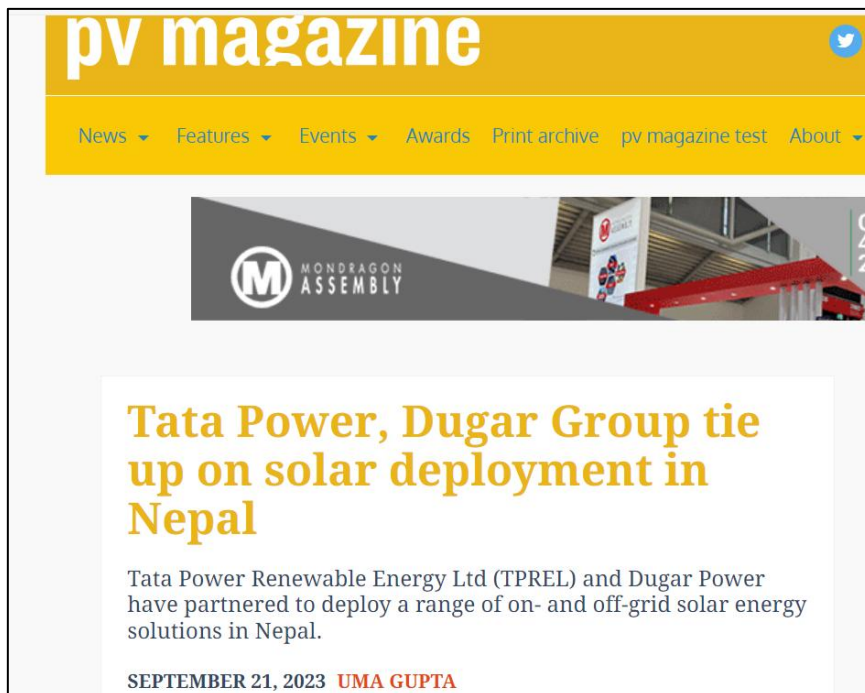 pv magazine
News Features Events Awards Print archive pv magazine test About
M MONDRAGON
ASSEMBLY
Tata Power, Dugar Group tie
up on solar deployment in
Nepal
Tata Power Renewable Energy Ltd (TPREL) and Dugar Power
have partnered to deploy a range of on- and off-grid solar energy
solutions in Nepal.
SEPTEMBER 21, 2023 UMA GUPTA